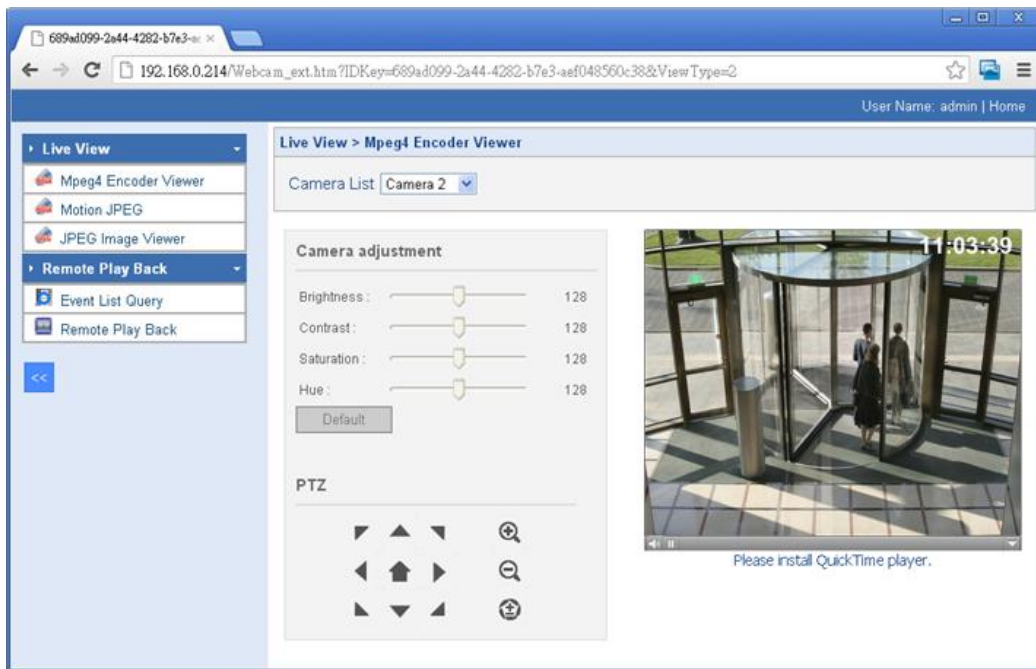 689ad099-2a44-4282-b7e3-ae
192.168.0.214/Webcam_ext.htm?IDKey=689ad099-2a44-4282-b7e3-aef048560c38&ViewType=2
User Name: admin | Home
Live View
Mpeg4 Encoder Viewer
Motion JPEG
JPEG Image Viewer
Remote Play Back
Event List Query
Remote Play Back
<<
Live View > Mpeg4 Encoder Viewer
Camera List Camera 2
Camera adjustment
Brightness : 128
Contrast : 128
Saturation : 128
Hue : 128
Default
PTZ
11:03:39
Please install QuickTime player.